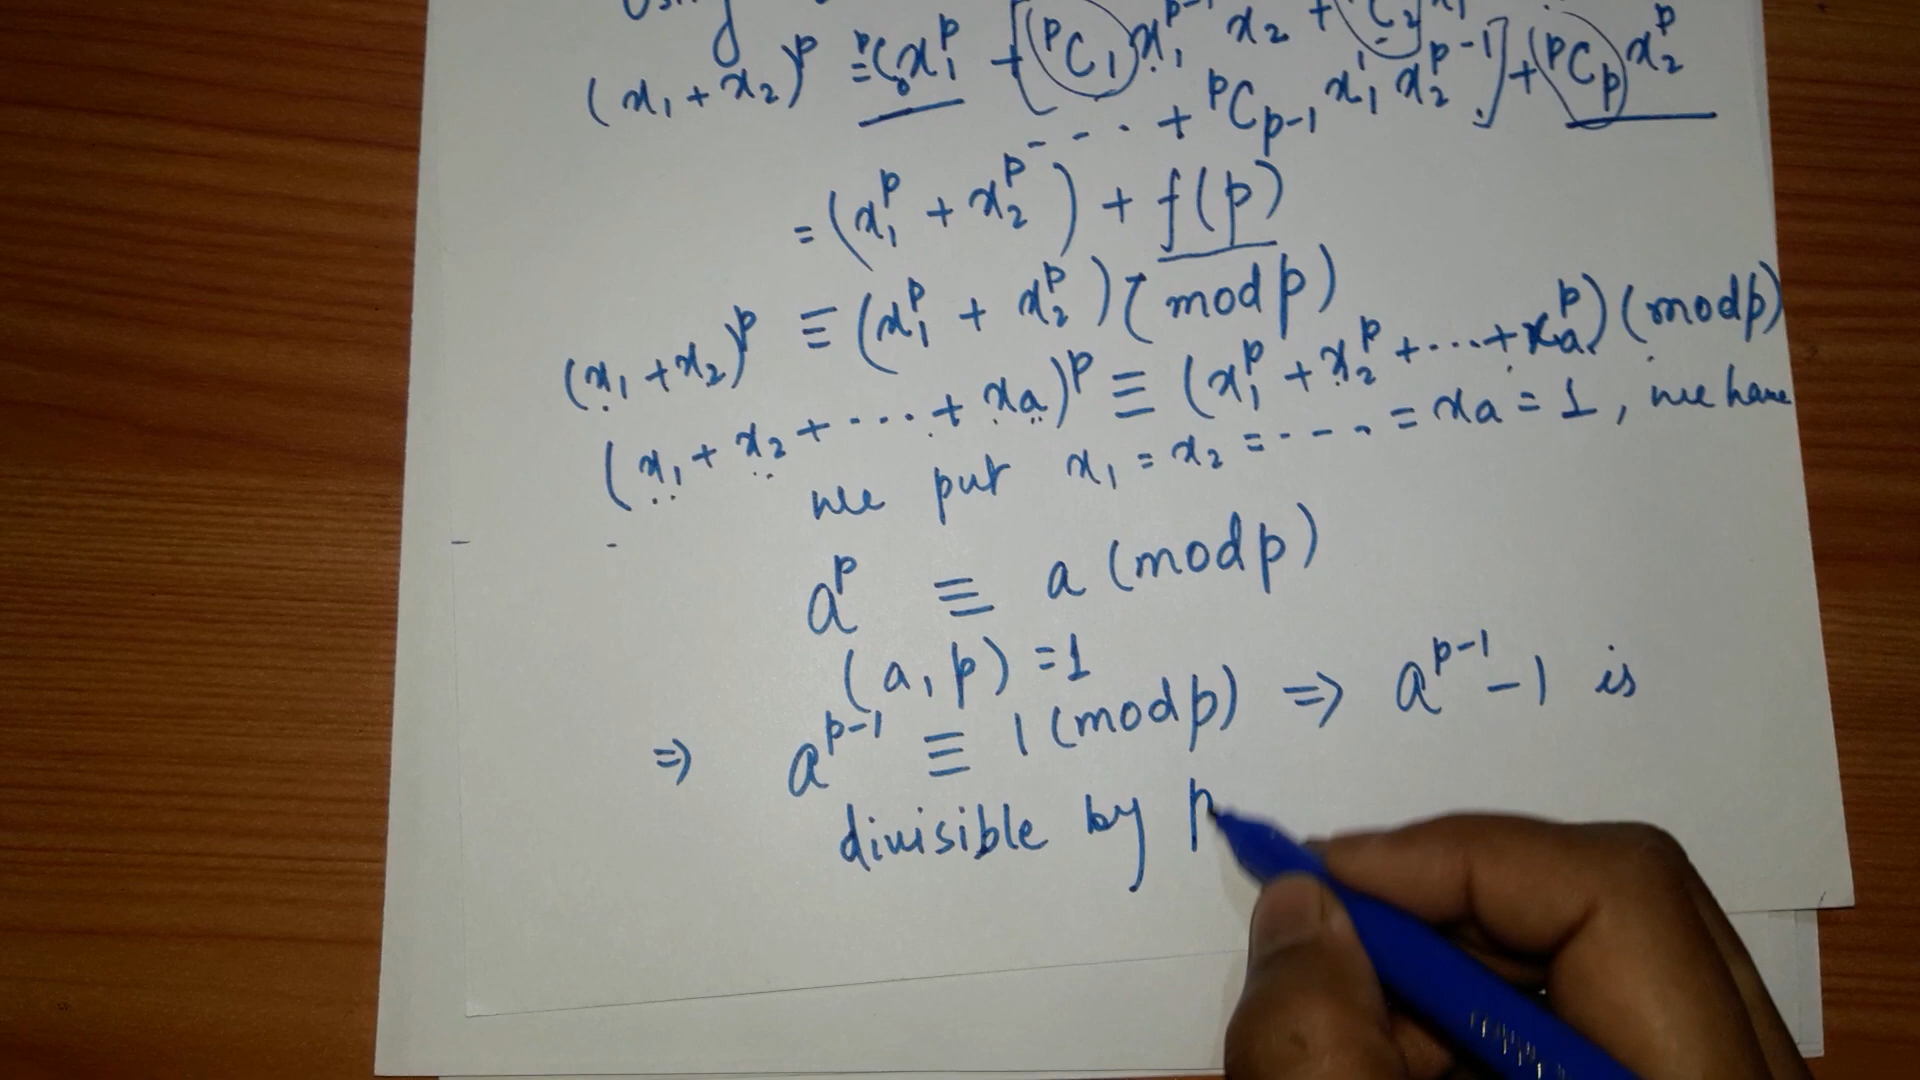 (x₁ + x₂)ᵖ = ᵖC₀ x₁ᵖ + [ᵖC₁ x₁ᵖ⁻¹ x₂ +
---- + ᵖCₚ₋₁ x₁¹ x₂ᵖ⁻¹] + ᵖCₚ x₂ᵖ
= (x₁ᵖ + x₂ᵖ) + f(p)
(x₁ + x₂)ᵖ ≡ (x₁ᵖ + x₂ᵖ) (mod p)
(x₁ + x₂ + ---- + xₐ)ᵖ ≡ (x₁ᵖ + x₂ᵖ + ... + xₐᵖ) (mod p)
we put x₁ = x₂ = ---- = xₐ = 1, we have
aᵖ ≡ a (mod p)
(a, p) = 1
⇒ aᵖ⁻¹ ≡ 1 (mod p) ⇒ aᵖ⁻¹ - 1 is
divisible by p